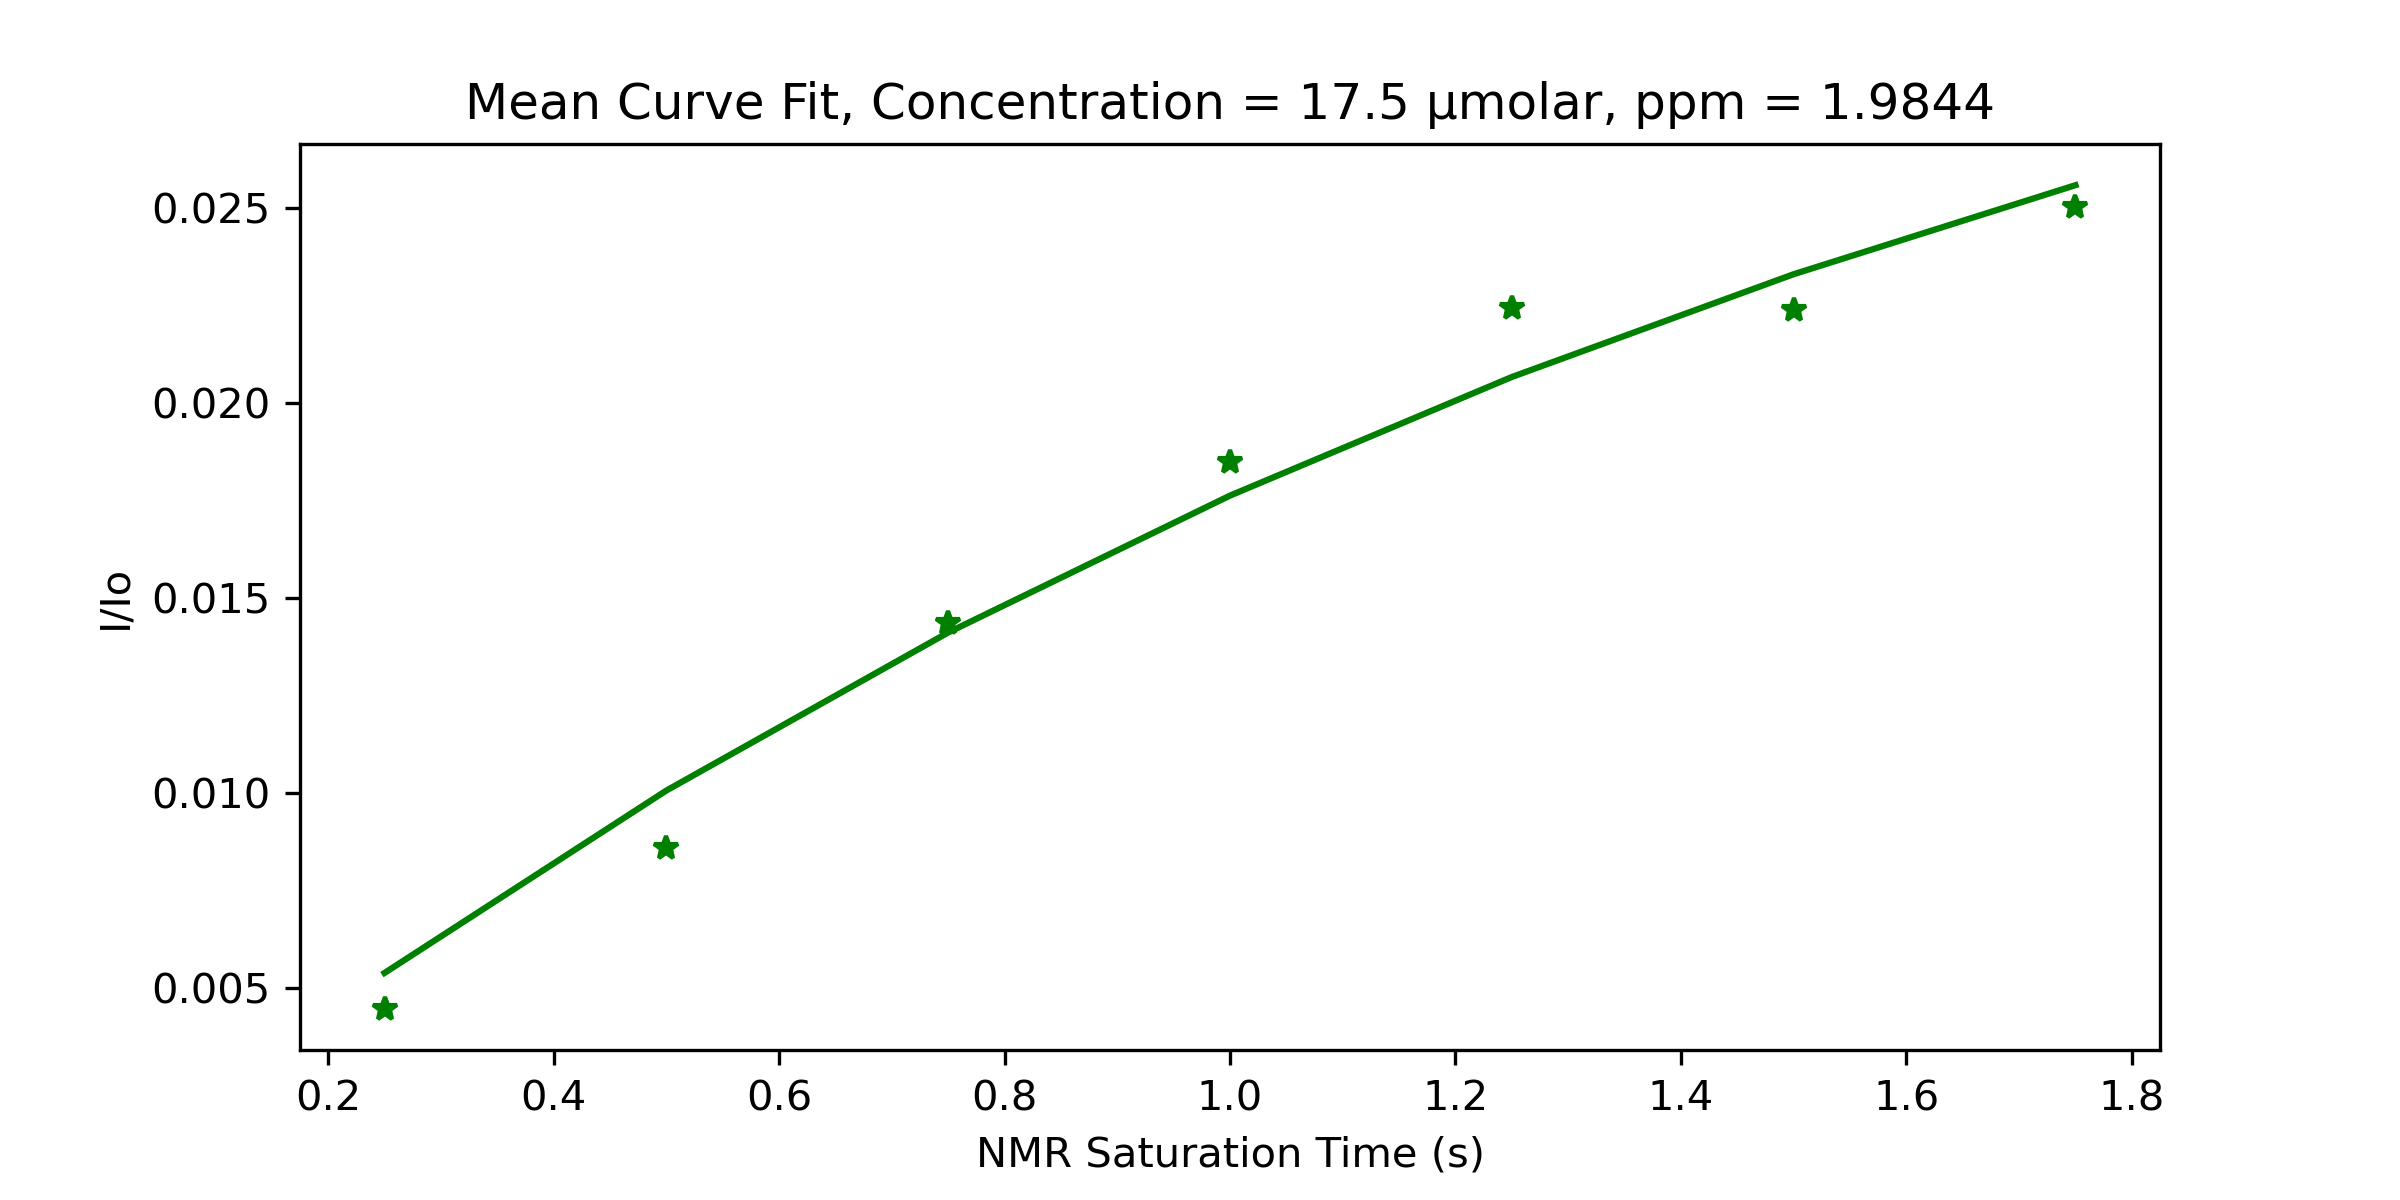 Mean Curve Fit, Concentration = 17.5 µmolar, ppm = 1.9844
I/Io
0.025
0.020
0.015
0.010
0.005
0.2 0.4 0.6 0.8 1.0 1.2 1.4 1.6 1.8
NMR Saturation Time (s)